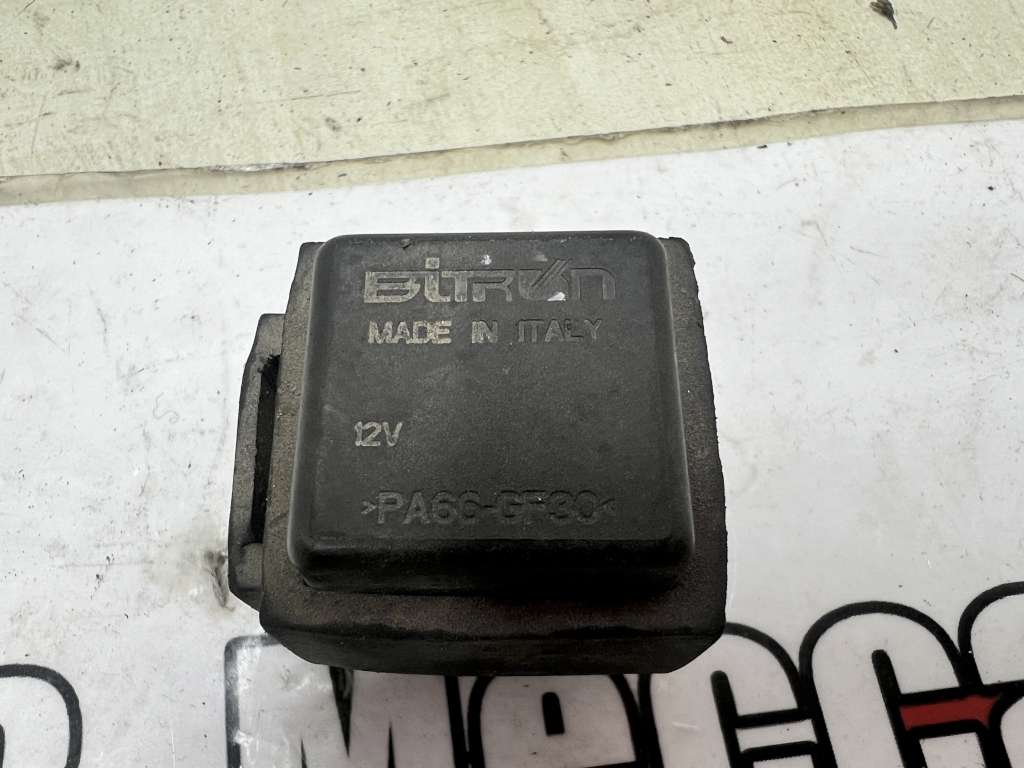 BITRON
MADE IN ITALY
12V
>PA66-GF30<